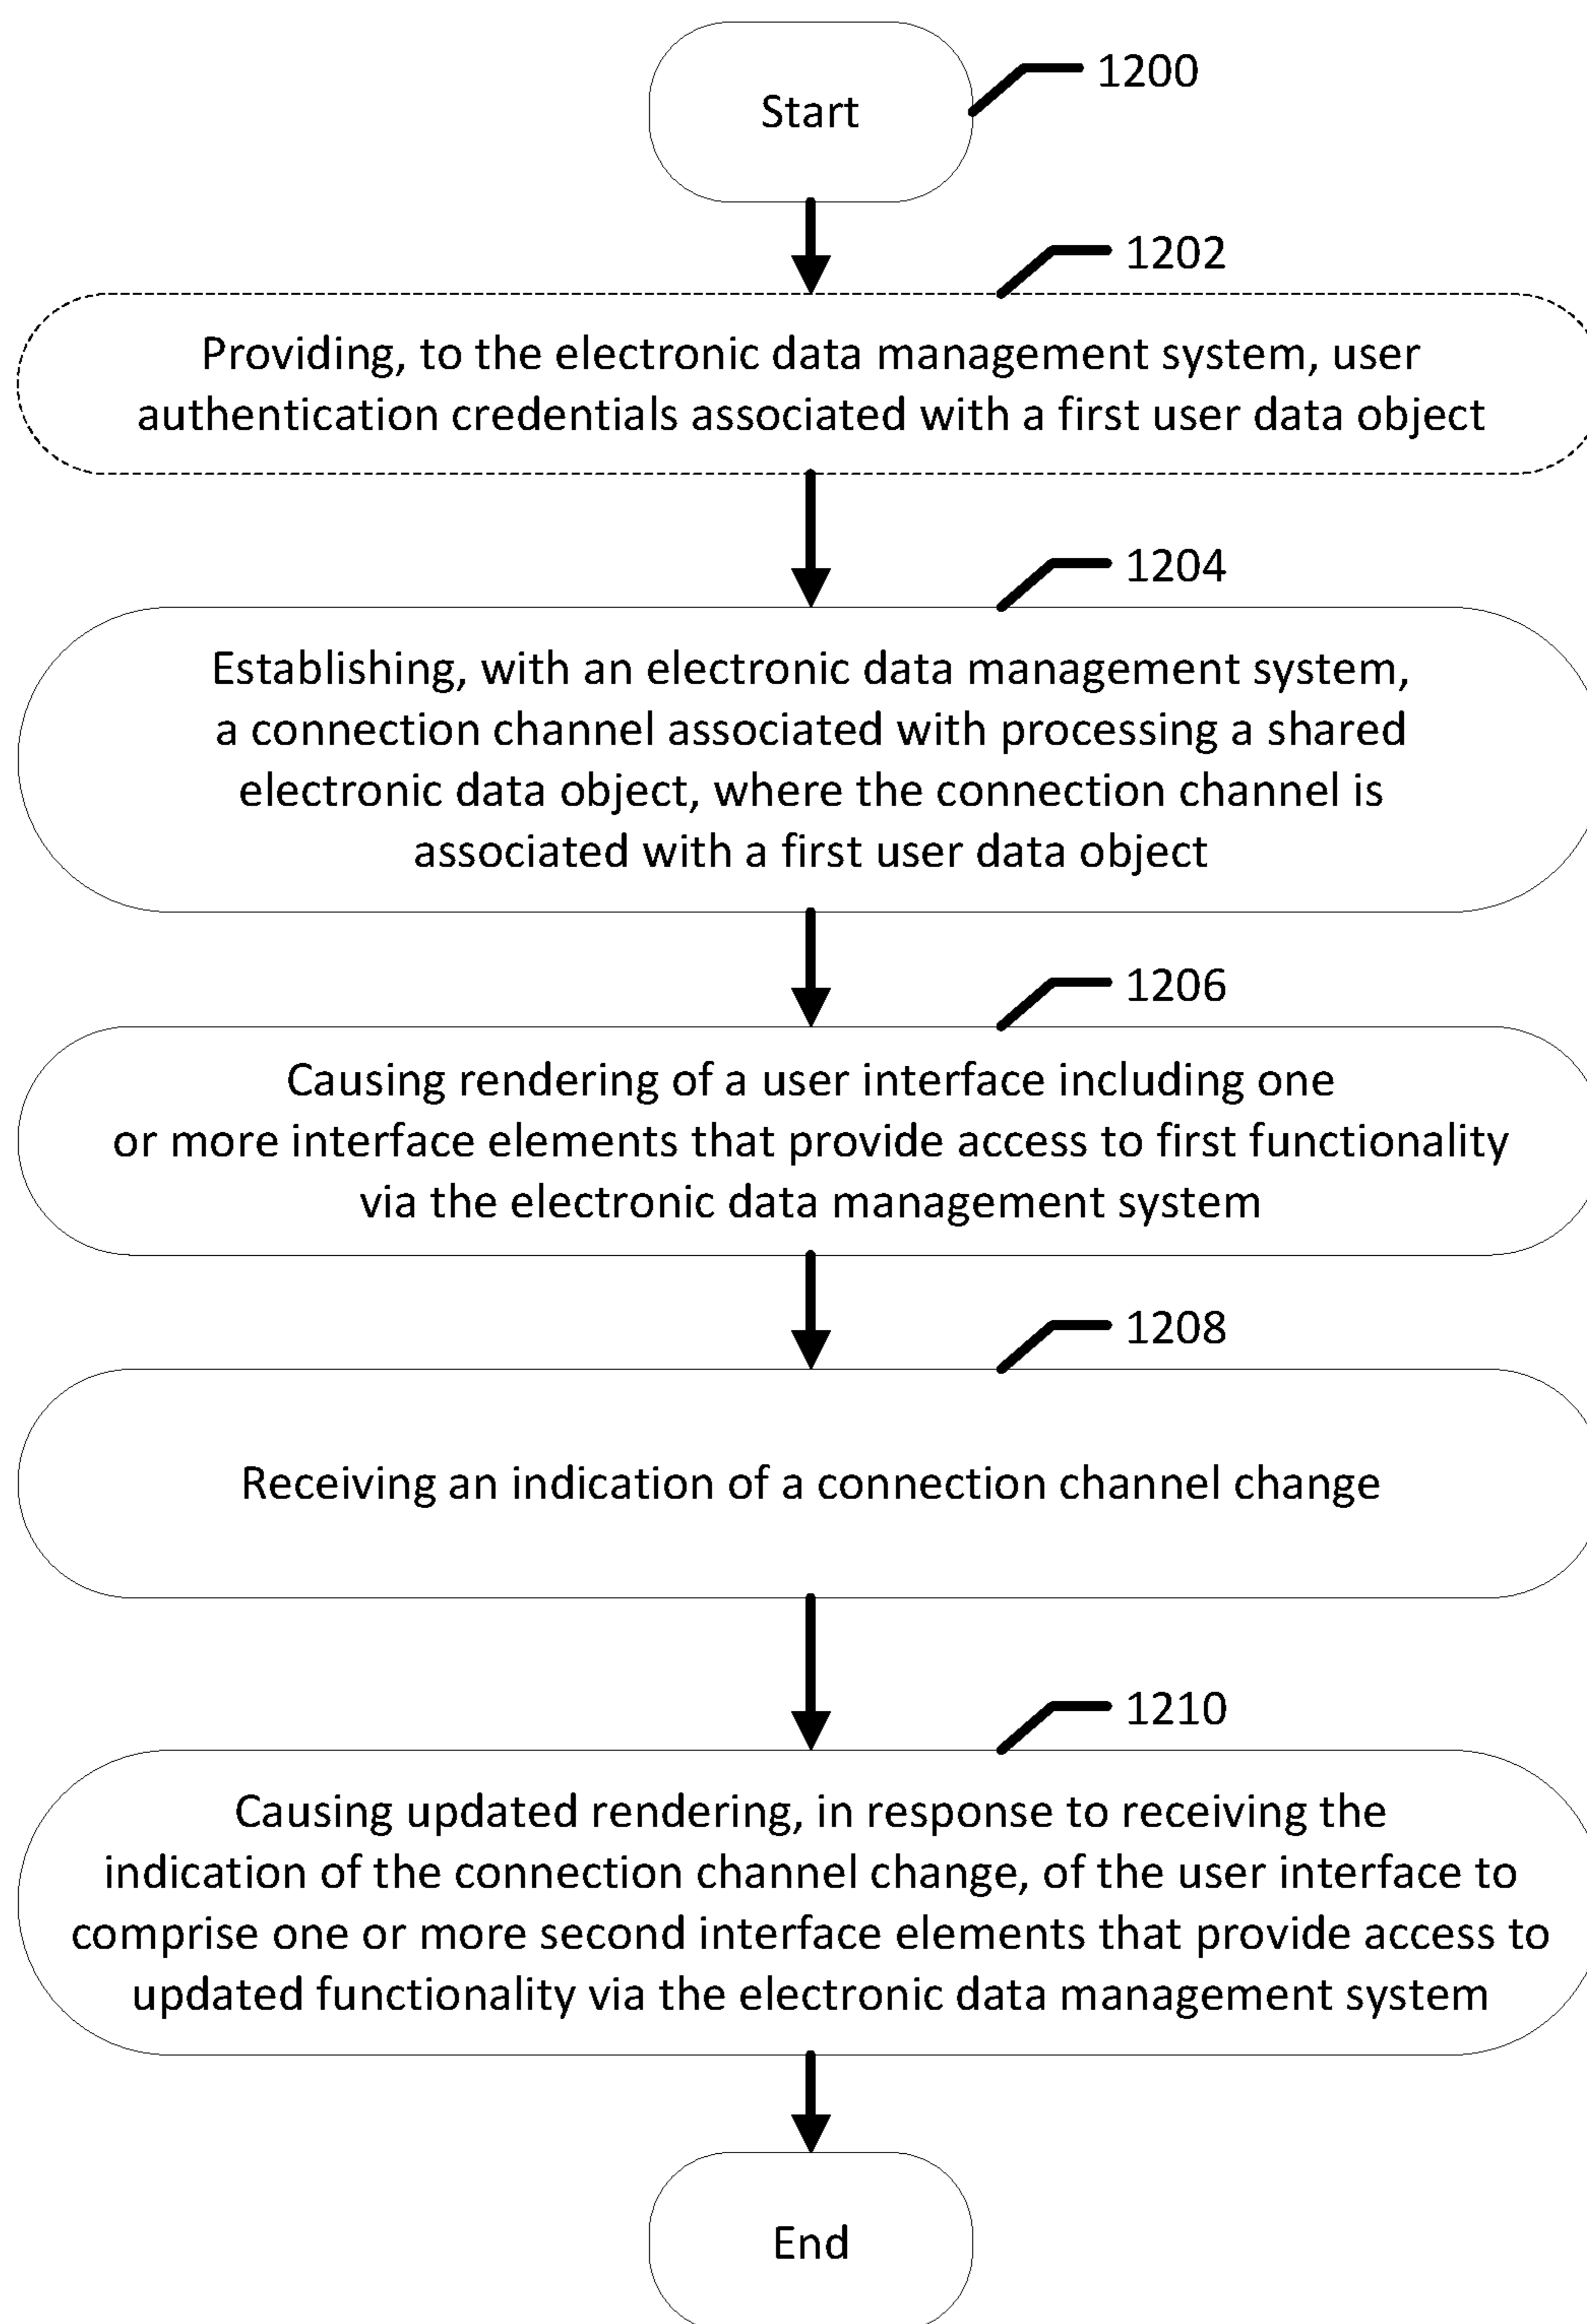 1200
Start
1202
Providing, to the electronic data management system, user
authentication credentials associated with a first user data object
1204
Establishing, with an electronic data management system,
a connection channel associated with processing a shared
electronic data object, where the connection channel is
associated with a first user data object
1206
Causing rendering of a user interface including one
or more interface elements that provide access to first functionality
via the electronic data management system
1208
Receiving an indication of a connection channel change
1210
Causing updated rendering, in response to receiving the
indication of the connection channel change, of the user interface to
comprise one or more second interface elements that provide access to
updated functionality via the electronic data management system
End